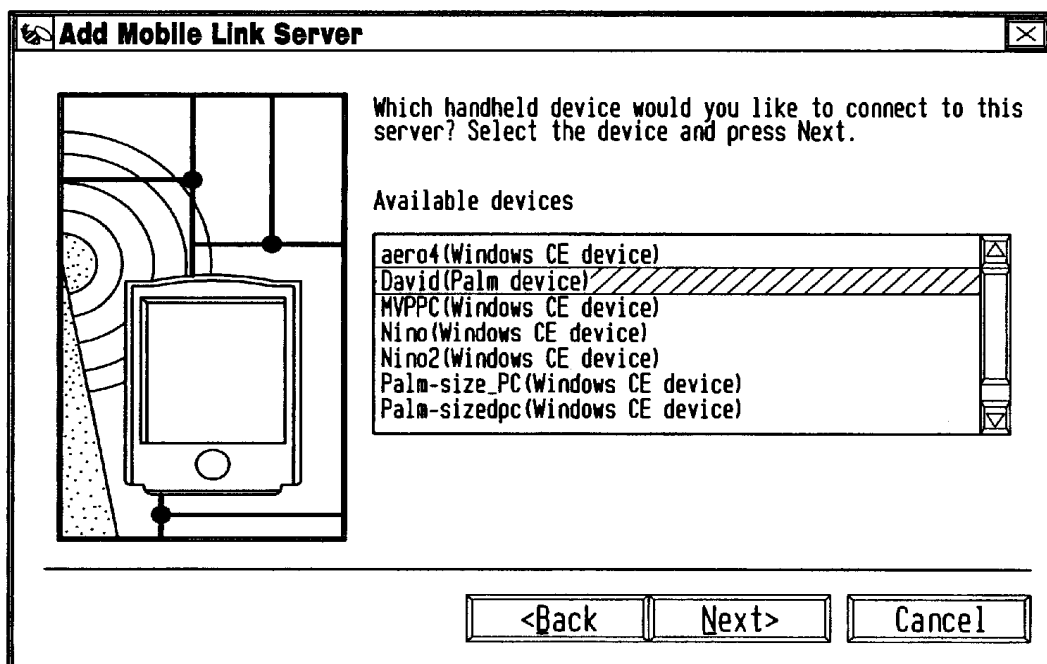 Add Mobile Link Server
Which handheld device would you like to connect to this
server? Select the device and press Next.
Available devices
aero4(Windows CE device)
David(Palm device)
MVPPC(Windows CE device)
Nino(Windows CE device)
Nino2(Windows CE device)
Palm-size_PC(Windows CE device)
Palm-sizedpc(Windows CE device)
<Back Next> Cancel